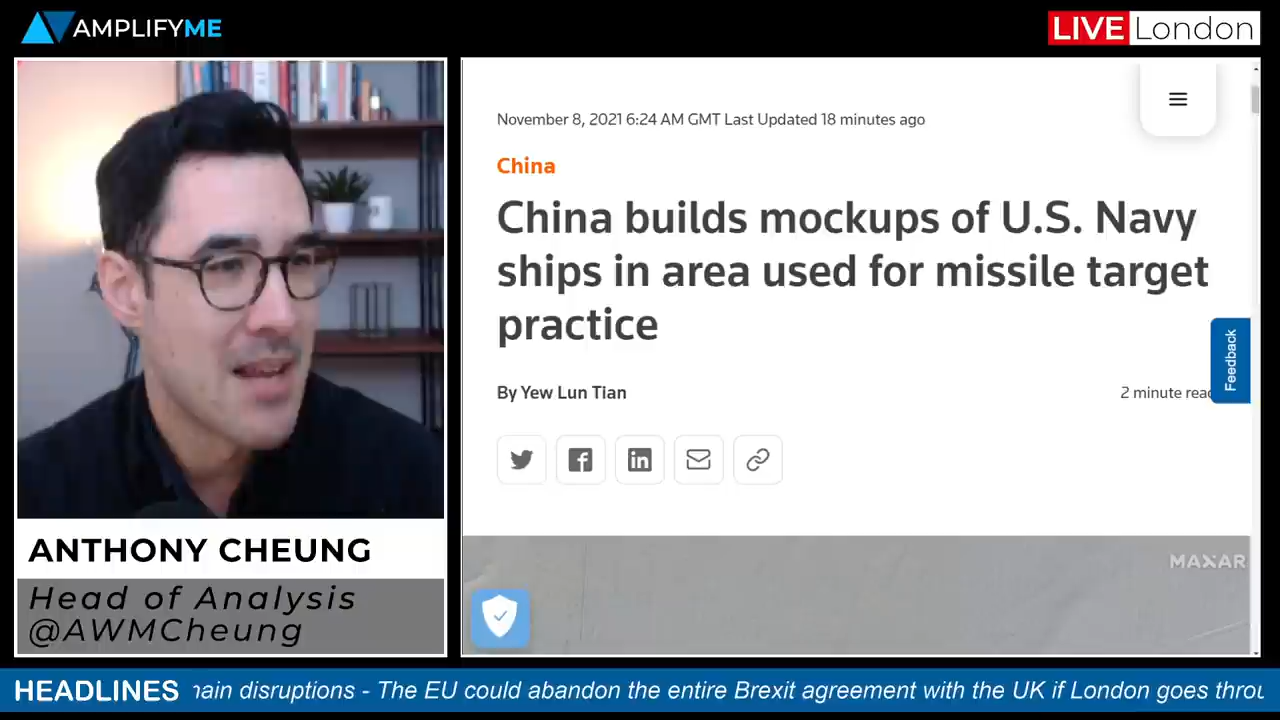 AMPLIFYME
LIVE London
November 8, 2021 6:24 AM GMT Last Updated 18 minutes ago
China
China builds mockups of U.S. Navy
ships in area used for missile target
practice
By Yew Lun Tian
2 minute read
Feedback
MAXAR
ANTHONY CHEUNG
Head of Analysis
@AWMCheung
HEADLINES disruptions - The EU could abandon the entire Brexit agreement with the UK if London goes